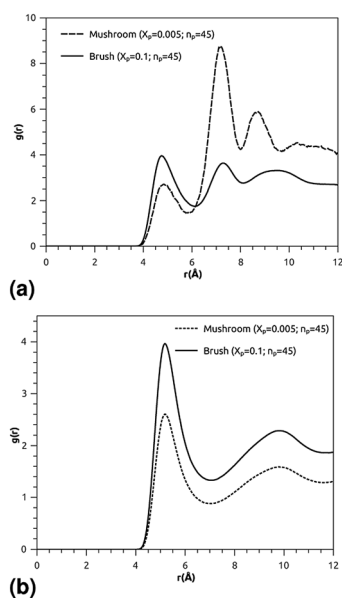 10
8
6
4
2
0
g(r)
Mushroom (Xp=0.005; np=45)
Brush (Xp=0.1; np=45)
0 2 4 6 8 10 12
r(Å)
(a)
4
3
2
1
0
g(r)
Mushroom (Xp=0.005; np=45)
Brush (Xp=0.1; np=45)
0 2 4 6 8 10 12
r(Å)
(b)